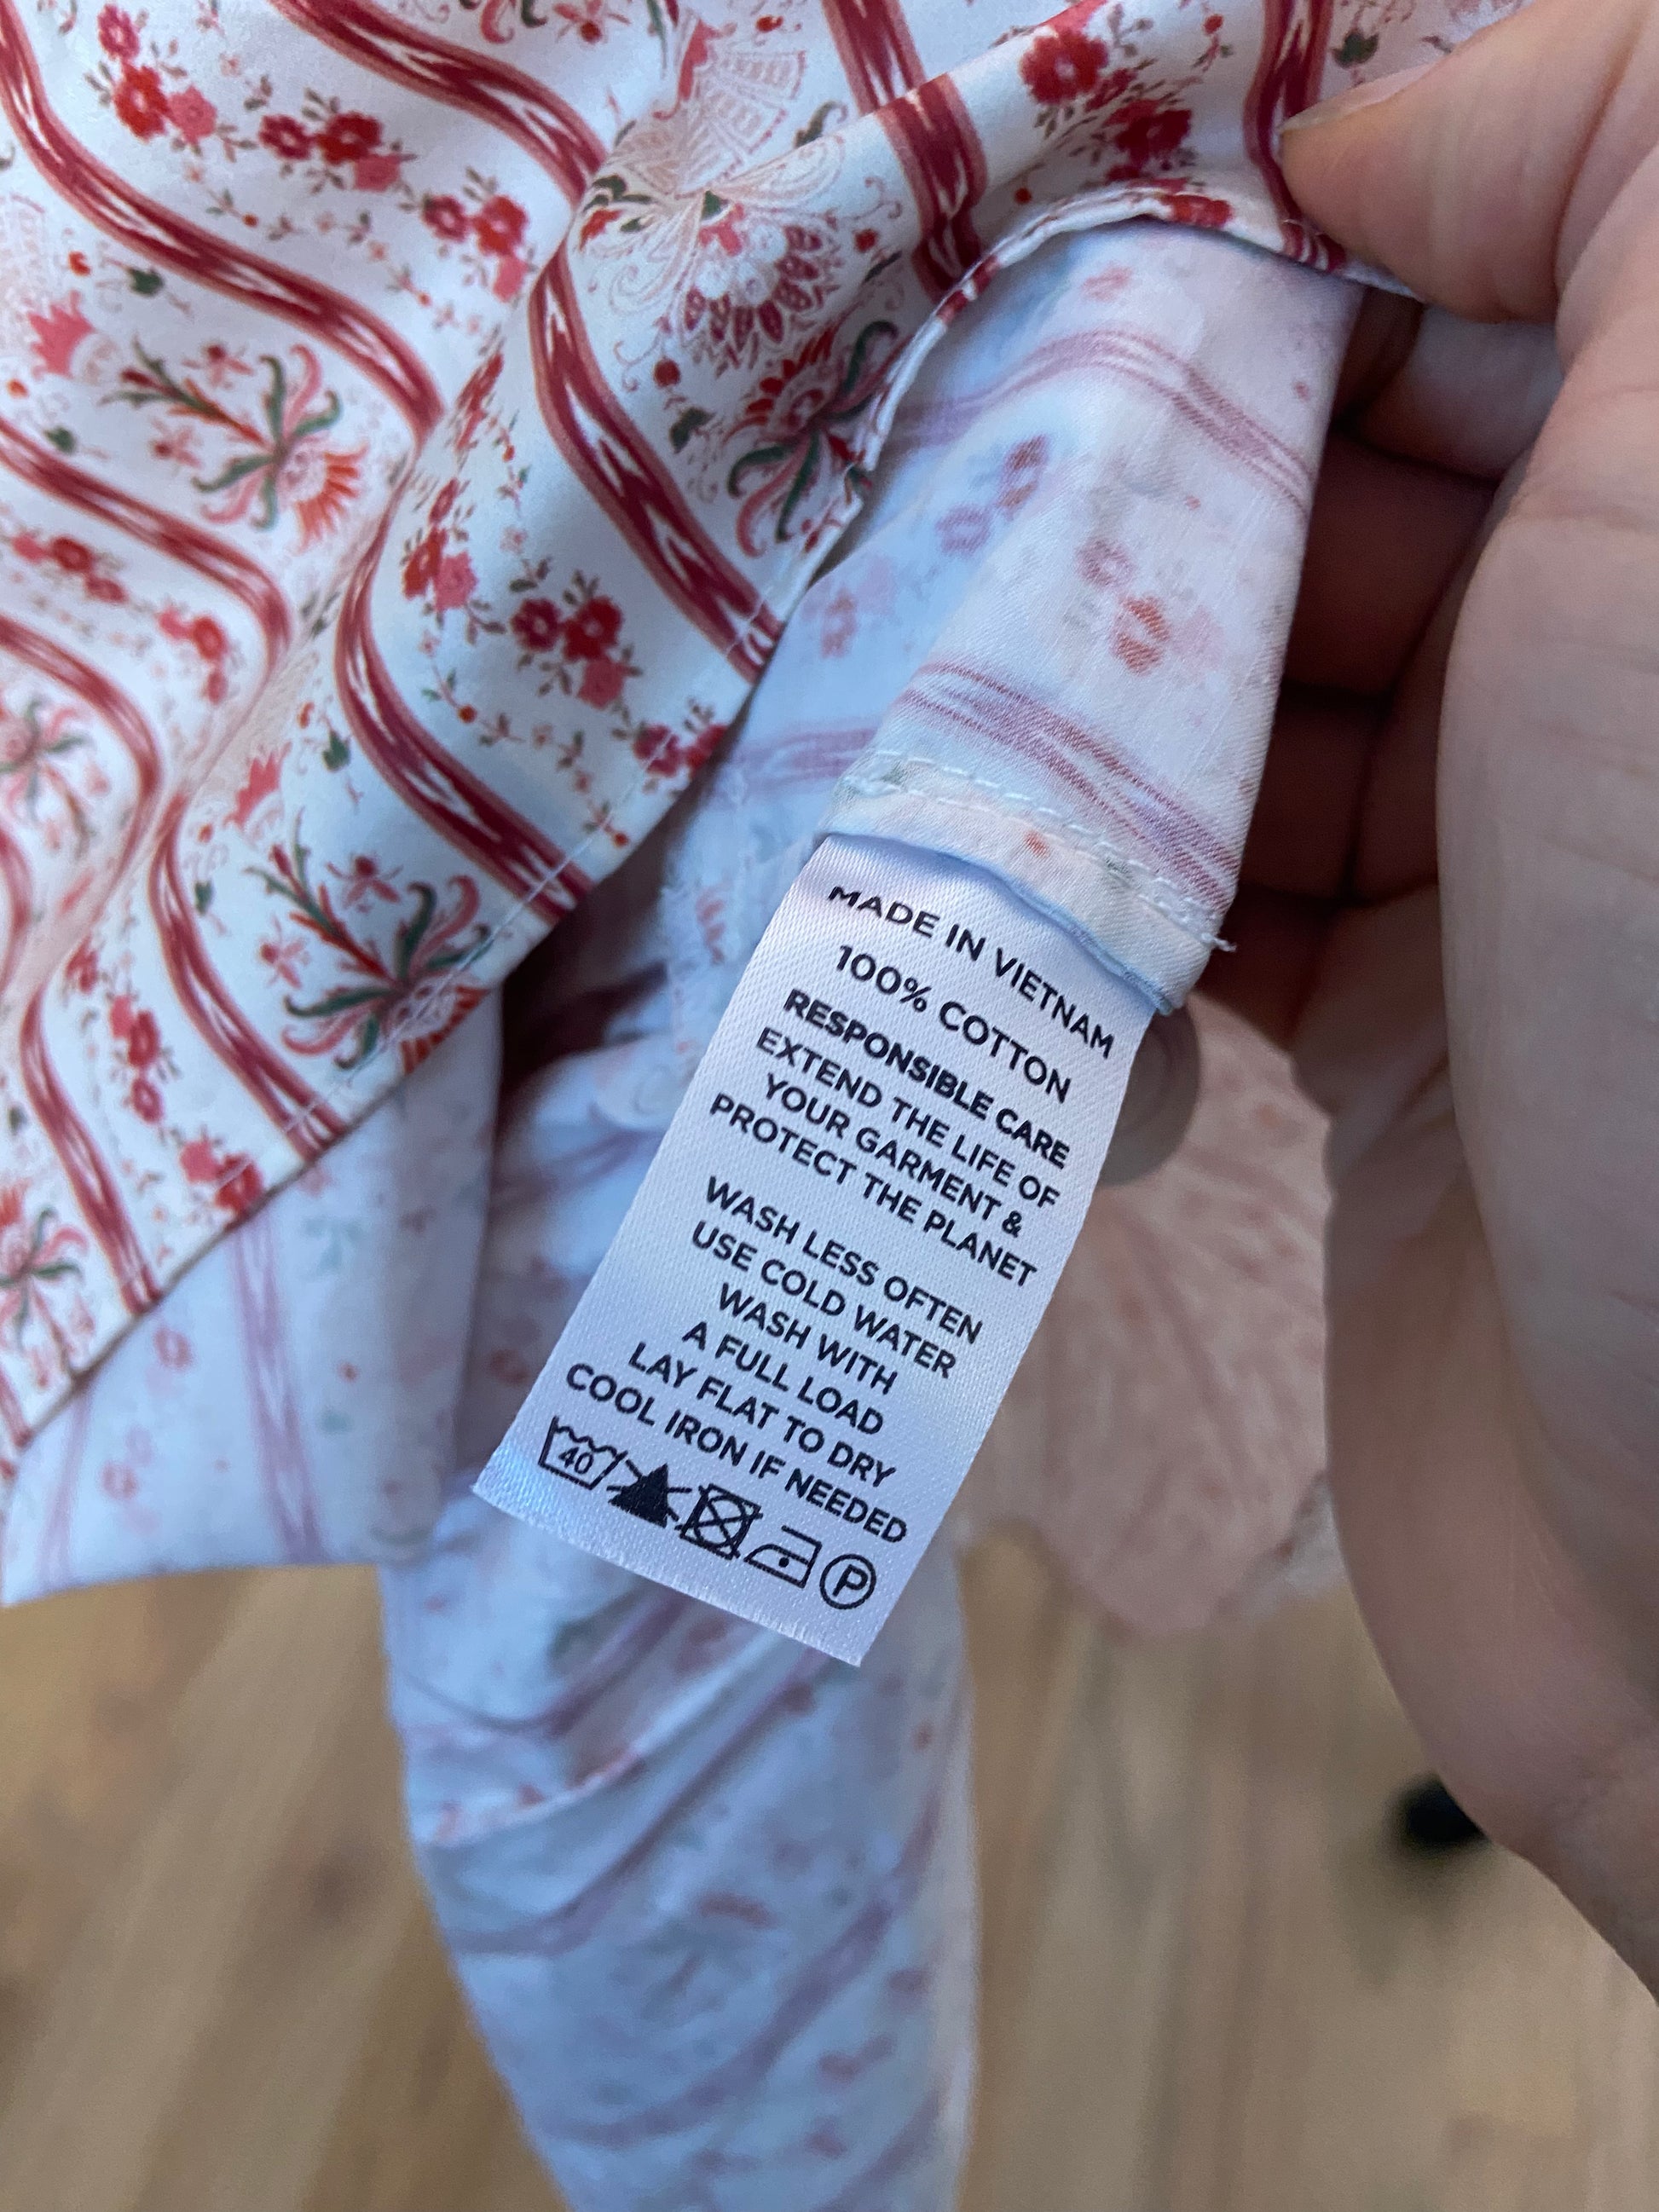 MADE IN VIETNAM
100% COTTON
RESPONSIBLE CARE
EXTEND THE LIFE OF
YOUR GARMENT &
PROTECT THE PLANET
WASH LESS OFTEN
USE COLD WATER
WASH WITH
A FULL LOAD
LAY FLAT TO DRY
COOL IRON IF NEEDED
40 P